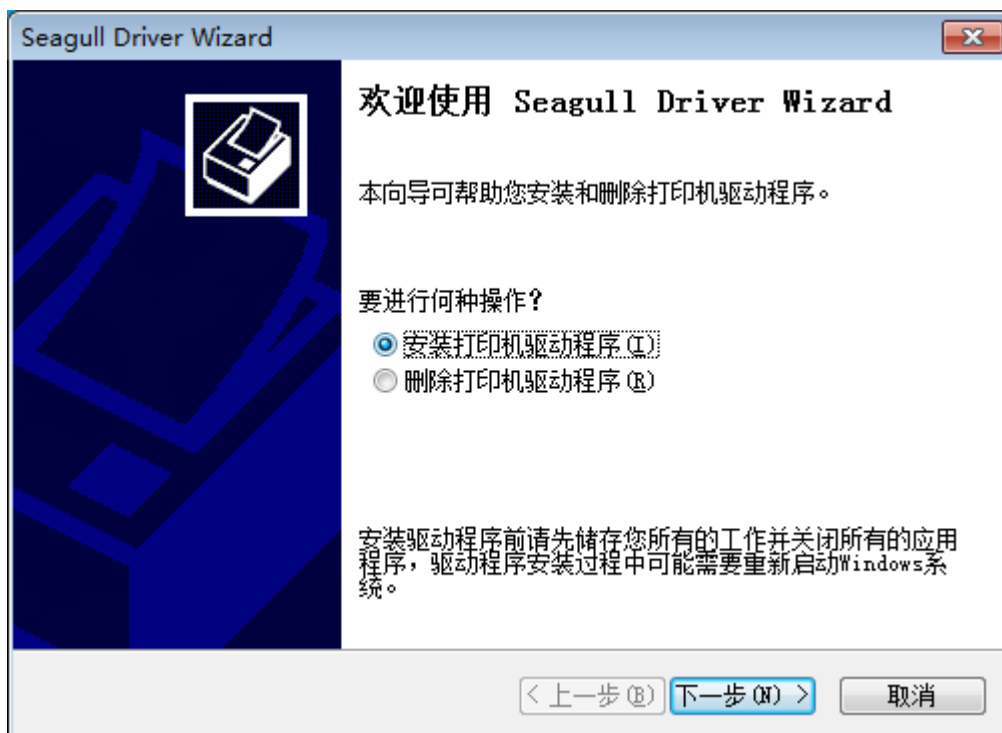 Seagull Driver Wizard
欢迎使用 Seagull Driver Wizard
本向导可帮助您安装和删除打印机驱动程序。
要进行何种操作?
安装打印机驱动程序(I)
删除打印机驱动程序(R)
安装驱动程序前请先储存您所有的工作并关闭所有的应用
程序，驱动程序安装过程中可能需要重新启动Windows系
统。
< 上一步(B) 下一步(N) > 取消